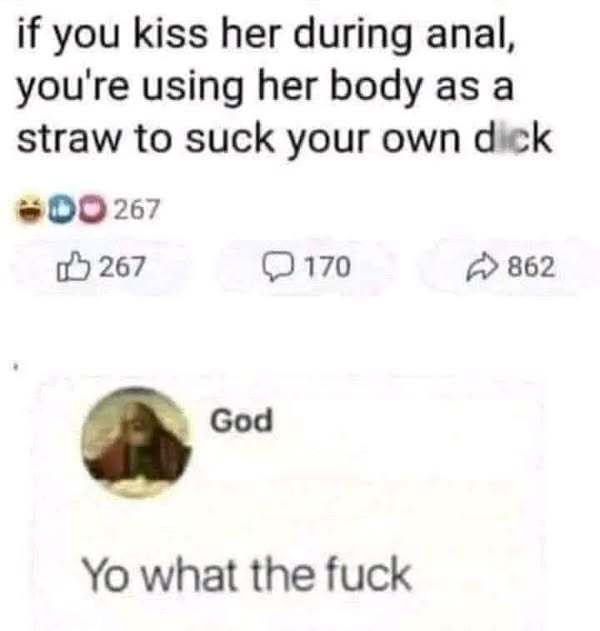 if you kiss her during anal,
you're using her body as a
straw to suck your own dick
267
267 170 862
God
Yo what the fuck